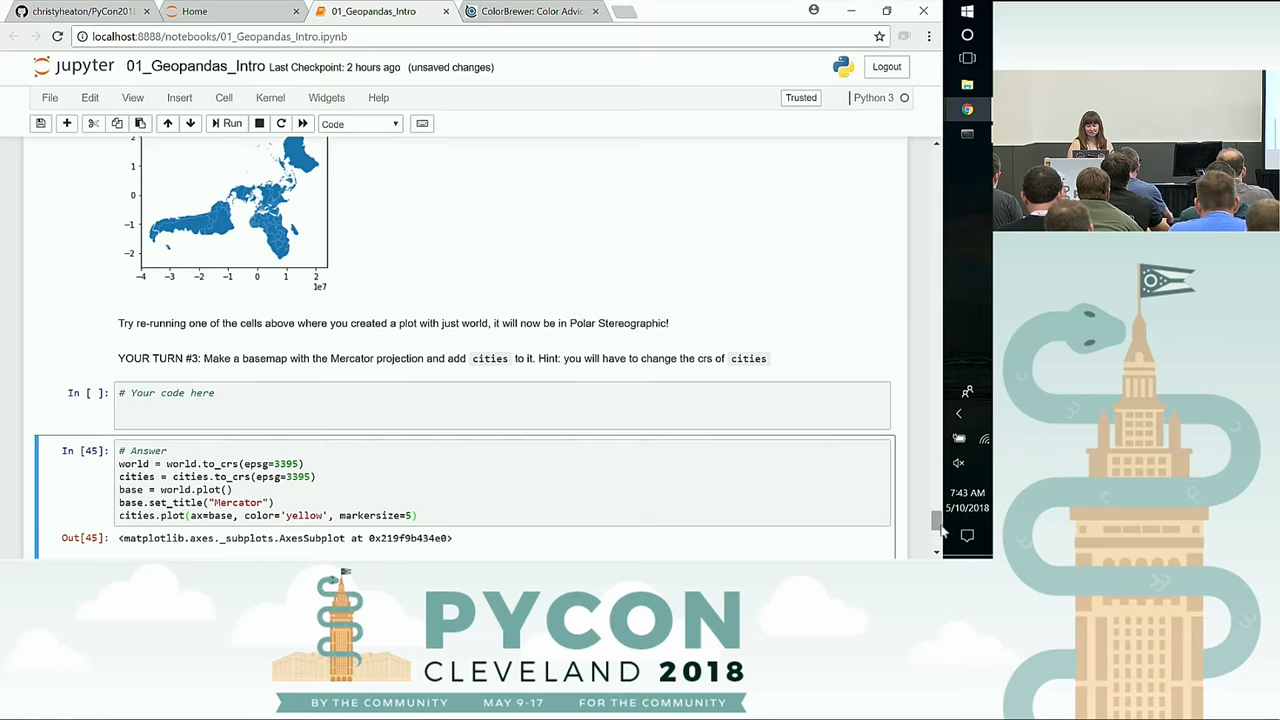 christyheaton/PyCon2018
Home
01_Geopandas_Intro
ColorBrewer: Color Advic
localhost:8888/notebooks/01_Geopandas_Intro.ipynb
jupyter 01_Geopandas_Intro Last Checkpoint: 2 hours ago (unsaved changes)
Logout
File Edit View Insert Cell Kernel Widgets Help
Trusted
Python 3
Run
Code
2
0
−1
−2
−4 −3 −2 −1 0 1 2
1e7
Try re-running one of the cells above where you created a plot with just world, it will now be in Polar Stereographic!
YOUR TURN #3: Make a basemap with the Mercator projection and add cities to it. Hint: you will have to change the crs of cities
In [ ]:
# Your code here
In [45]:
# Answer
world = world.to_crs(epsg=3395)
cities = cities.to_crs(epsg=3395)
base = world.plot()
base.set_title("Mercator")
cities.plot(ax=base, color='yellow', markersize=5)
Out[45]:
<matplotlib.axes._subplots.AxesSubplot at 0x219f9b434e0>
7:43 AM
5/10/2018
PYCON
CLEVELAND 2018
BY THE COMMUNITY MAY 9-17 FOR THE COMMUNITY